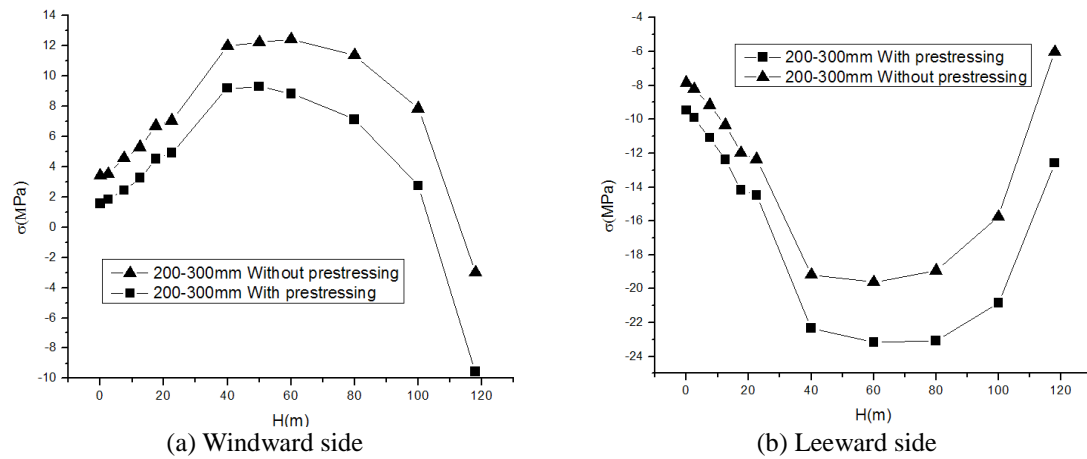 14
12
10
8
6
4
2
0
-2
-4
-6
-8
-10
σ(MPa)
200-300mm Without prestressing
200-300mm With prestressing
0 20 40 60 80 100 120
H(m)
(a) Windward side
-4
-6
-8
-10
-12
-14
-16
-18
-20
-22
-24
σ(MPa)
200-300mm With prestressing
200-300mm Without prestressing
0 20 40 60 80 100 120
H(m)
(b) Leeward side